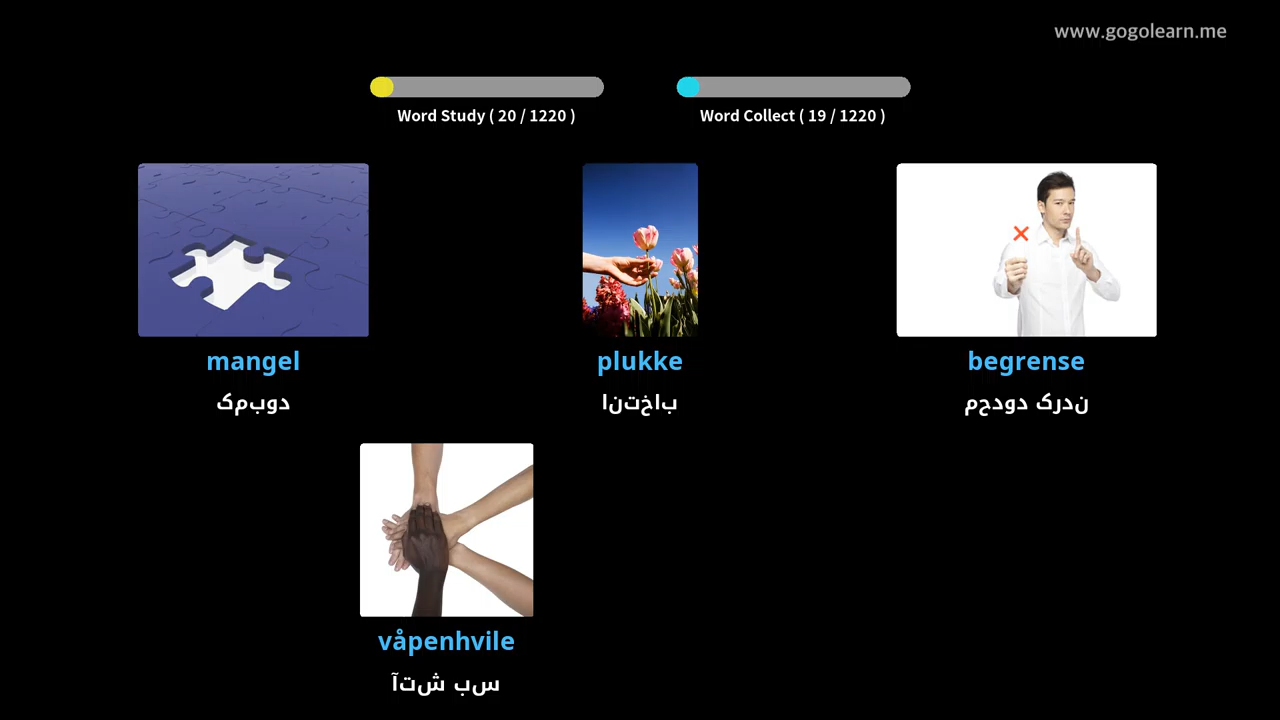 www.gogolearn.me
Word Study ( 20 / 1220 )
Word Collect ( 19 / 1220 )
mangel
کمبود
plukke
انتخاب
begrense
محدود کردن
våpenhvile
آتش بس